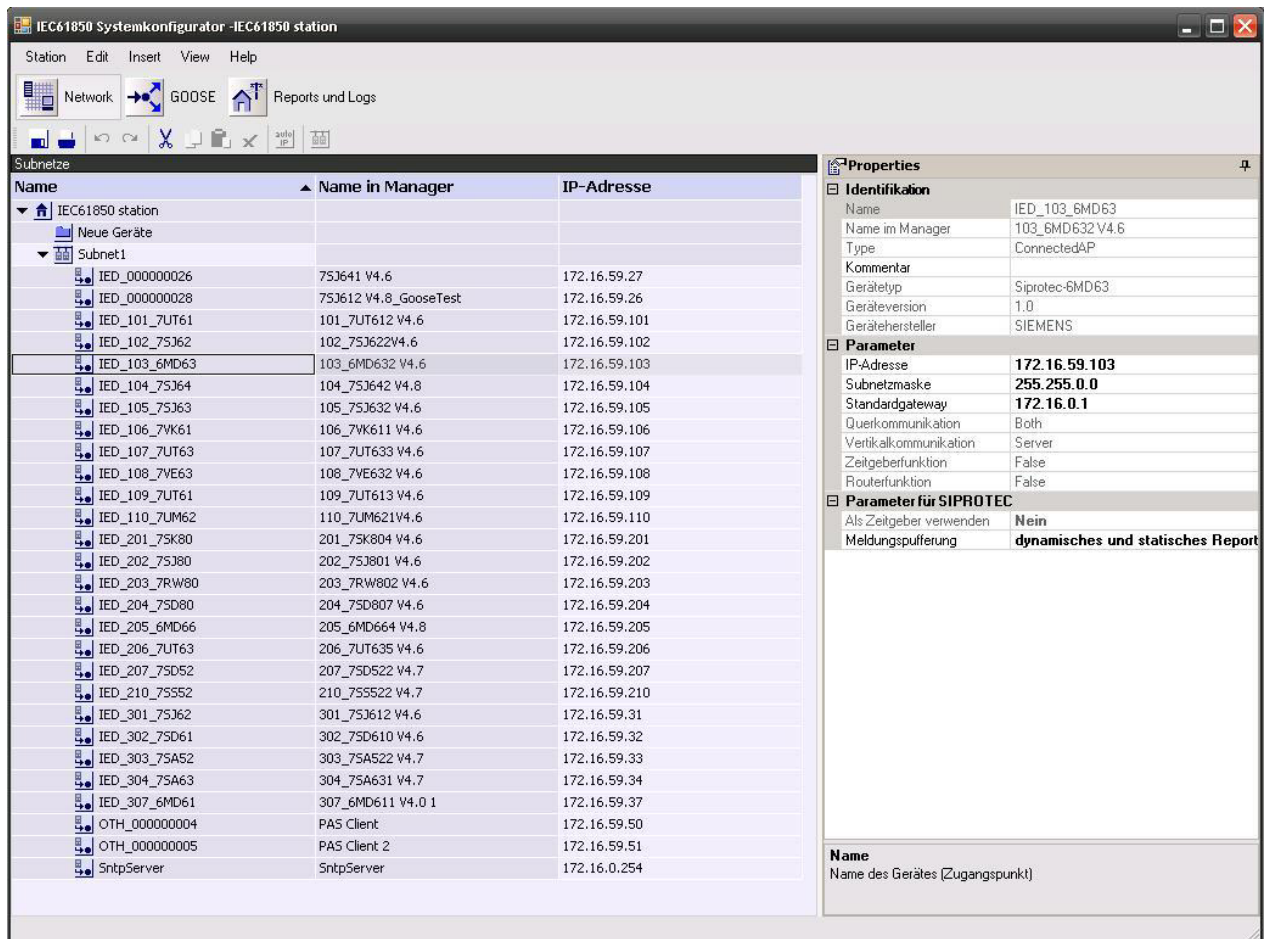 IEC61850 Systemkonfigurator -IEC61850 station
Station Edit Insert View Help
Network GOOSE Reports und Logs
auto IP
Subnetze
Name Name in Manager IP-Adresse
IEC61850 station
Neue Geräte
Subnet1
IED_000000026 7SJ641 V4.6 172.16.59.27
IED_000000028 7SJ612 V4.8_GooseTest 172.16.59.26
IED_101_7UT61 101_7UT612 V4.6 172.16.59.101
IED_102_7SJ62 102_7SJ622V4.6 172.16.59.102
IED_103_6MD63 103_6MD632 V4.6 172.16.59.103
IED_104_7SJ64 104_7SJ642 V4.8 172.16.59.104
IED_105_7SJ63 105_7SJ632 V4.6 172.16.59.105
IED_106_7VK61 106_7VK611 V4.6 172.16.59.106
IED_107_7UT63 107_7UT633 V4.6 172.16.59.107
IED_108_7VE63 108_7VE632 V4.6 172.16.59.108
IED_109_7UT61 109_7UT613 V4.6 172.16.59.109
IED_110_7UM62 110_7UM621V4.6 172.16.59.110
IED_201_7SK80 201_7SK804 V4.6 172.16.59.201
IED_202_7SJ80 202_7SJ801 V4.6 172.16.59.202
IED_203_7RW80 203_7RW802 V4.6 172.16.59.203
IED_204_7SD80 204_7SD807 V4.6 172.16.59.204
IED_205_6MD66 205_6MD664 V4.8 172.16.59.205
IED_206_7UT63 206_7UT635 V4.6 172.16.59.206
IED_207_7SD52 207_7SD522 V4.7 172.16.59.207
IED_210_7SS52 210_7SS522 V4.7 172.16.59.210
IED_301_7SJ62 301_7SJ612 V4.6 172.16.59.31
IED_302_7SD61 302_7SD610 V4.6 172.16.59.32
IED_303_7SA52 303_7SA522 V4.7 172.16.59.33
IED_304_7SA63 304_7SA631 V4.7 172.16.59.34
IED_307_6MD61 307_6MD611 V4.0 1 172.16.59.37
OTH_000000004 PAS Client 172.16.59.50
OTH_000000005 PAS Client 2 172.16.59.51
SntpServer SntpServer 172.16.0.254
Properties
Identifikation
Name IED_103_6MD63
Name im Manager 103_6MD632 V4.6
Type ConnectedAP
Kommentar
Gerätetyp Siprotec-6MD63
Geräteversion 1.0
Gerätehersteller SIEMENS
Parameter
IP-Adresse 172.16.59.103
Subnetzmaske 255.255.0.0
Standardgateway 172.16.0.1
Querkommunikation Both
Vertikalkommunikation Server
Zeitgeberfunktion False
Routerfunktion False
Parameter für SIPROTEC
Als Zeitgeber verwenden Nein
Meldungspufferung dynamisches und statisches Report
Name
Name des Gerätes (Zugangspunkt)